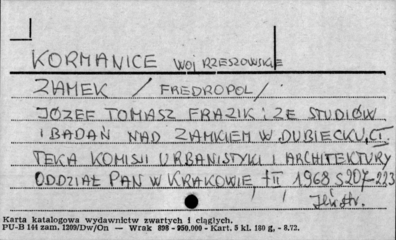 KORMANICE WOJ RZESZOWSKIE
ZAMEK / FREDROPOL /
JÓZEF TOMASZ FRAZIK : ZE STUDIÓW
I BADAŃ NAD ZAMKIEM W DUBIECKU, CZ.I.
TEKA KOMISJI URBANISTYKI I ARCHITEKTURY
ODDZIAŁ PAN W KRAKOWIE, t II 1968 s 207-223
Karta katalogowa wydawnictw zwartych i ciągłych.
PU-B 144 zam. 1209/Dw/On — Wrak 898 - 950.000 - Kart. 5 kl. 180 g. - 8.72.